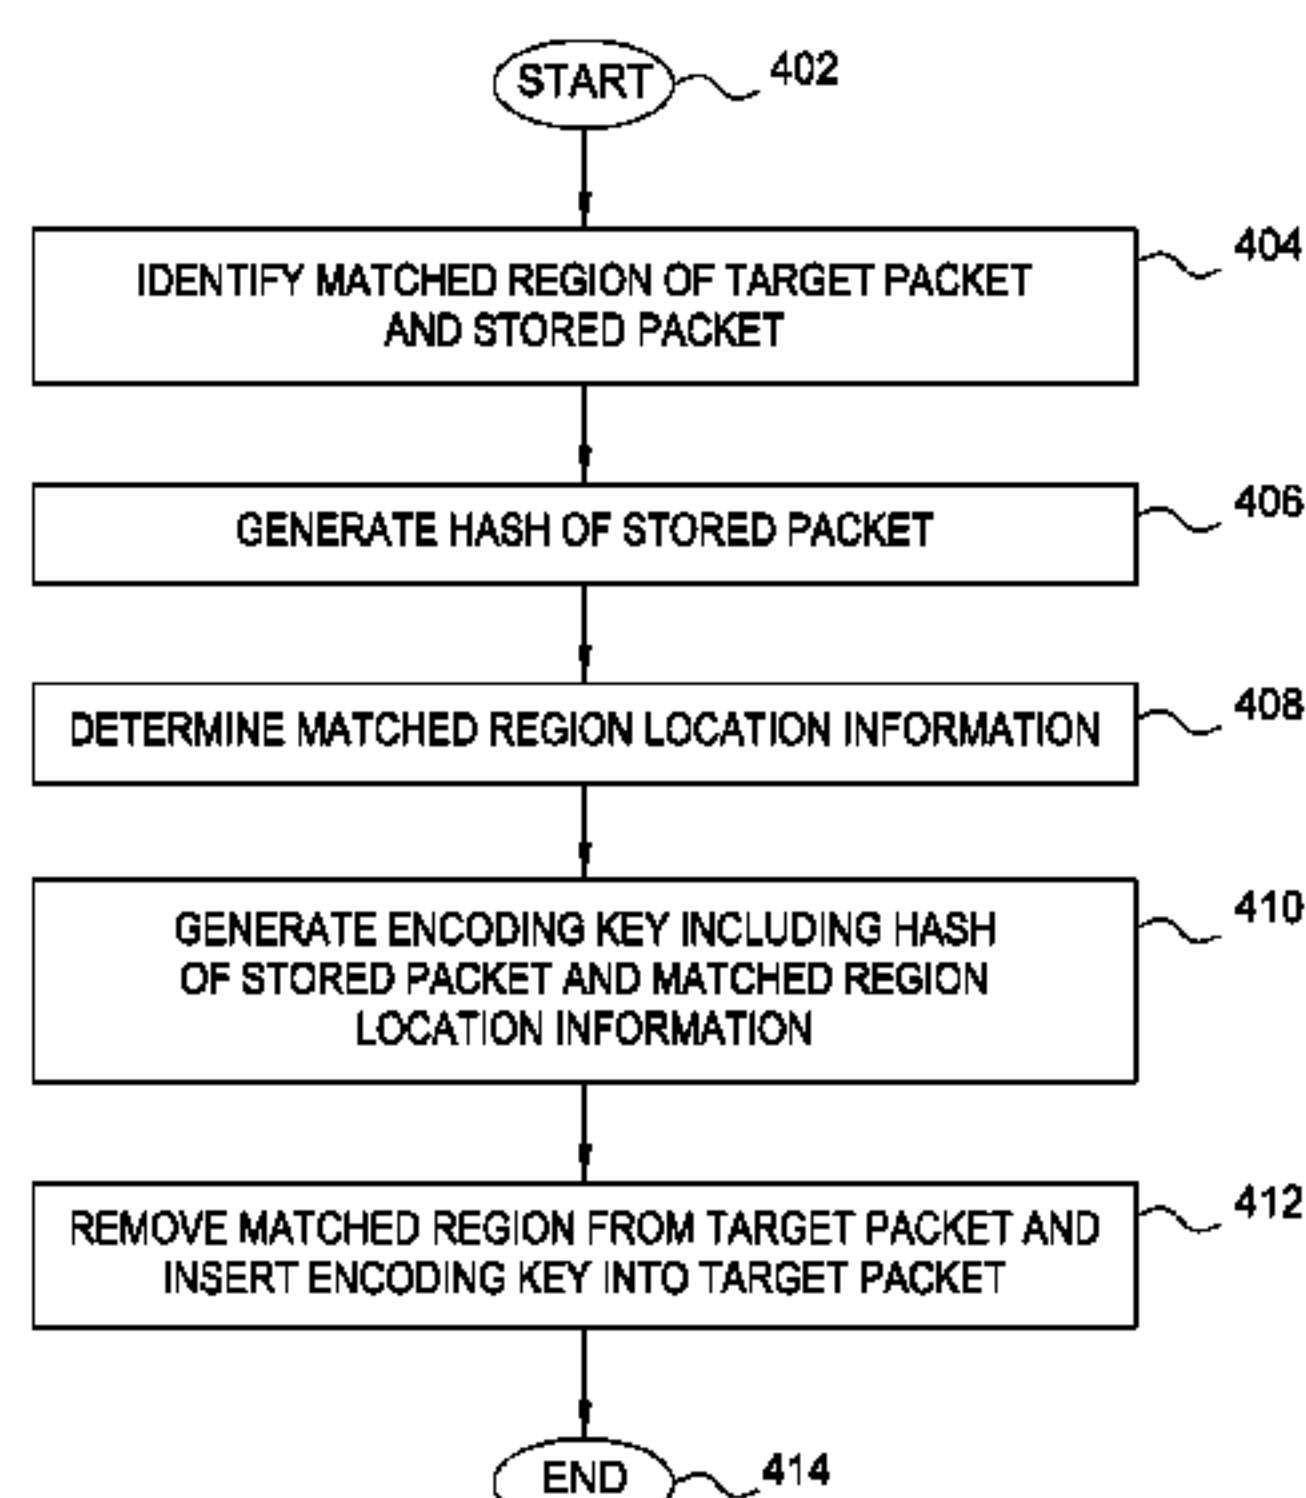 START
402
404
IDENTIFY MATCHED REGION OF TARGET PACKET
AND STORED PACKET
406
GENERATE HASH OF STORED PACKET
408
DETERMINE MATCHED REGION LOCATION INFORMATION
410
GENERATE ENCODING KEY INCLUDING HASH
OF STORED PACKET AND MATCHED REGION
LOCATION INFORMATION
412
REMOVE MATCHED REGION FROM TARGET PACKET AND
INSERT ENCODING KEY INTO TARGET PACKET
END
414